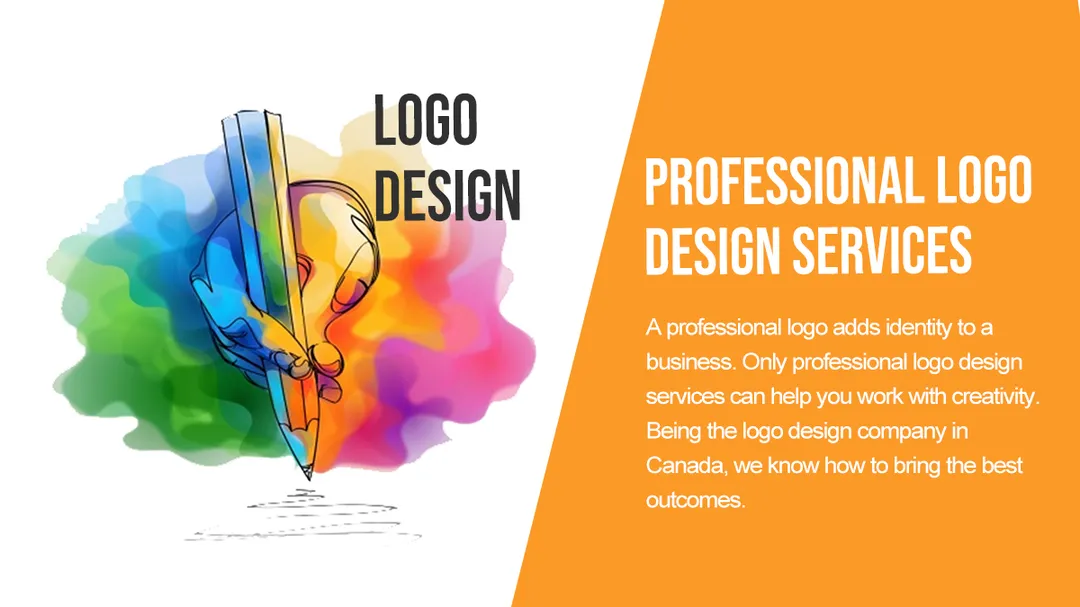 LOGO
DESIGN
PROFESSIONAL LOGO
DESIGN SERVICES
A professional logo adds identity to a
business. Only professional logo design
services can help you work with creativity.
Being the logo design company in
Canada, we know how to bring the best
outcomes.